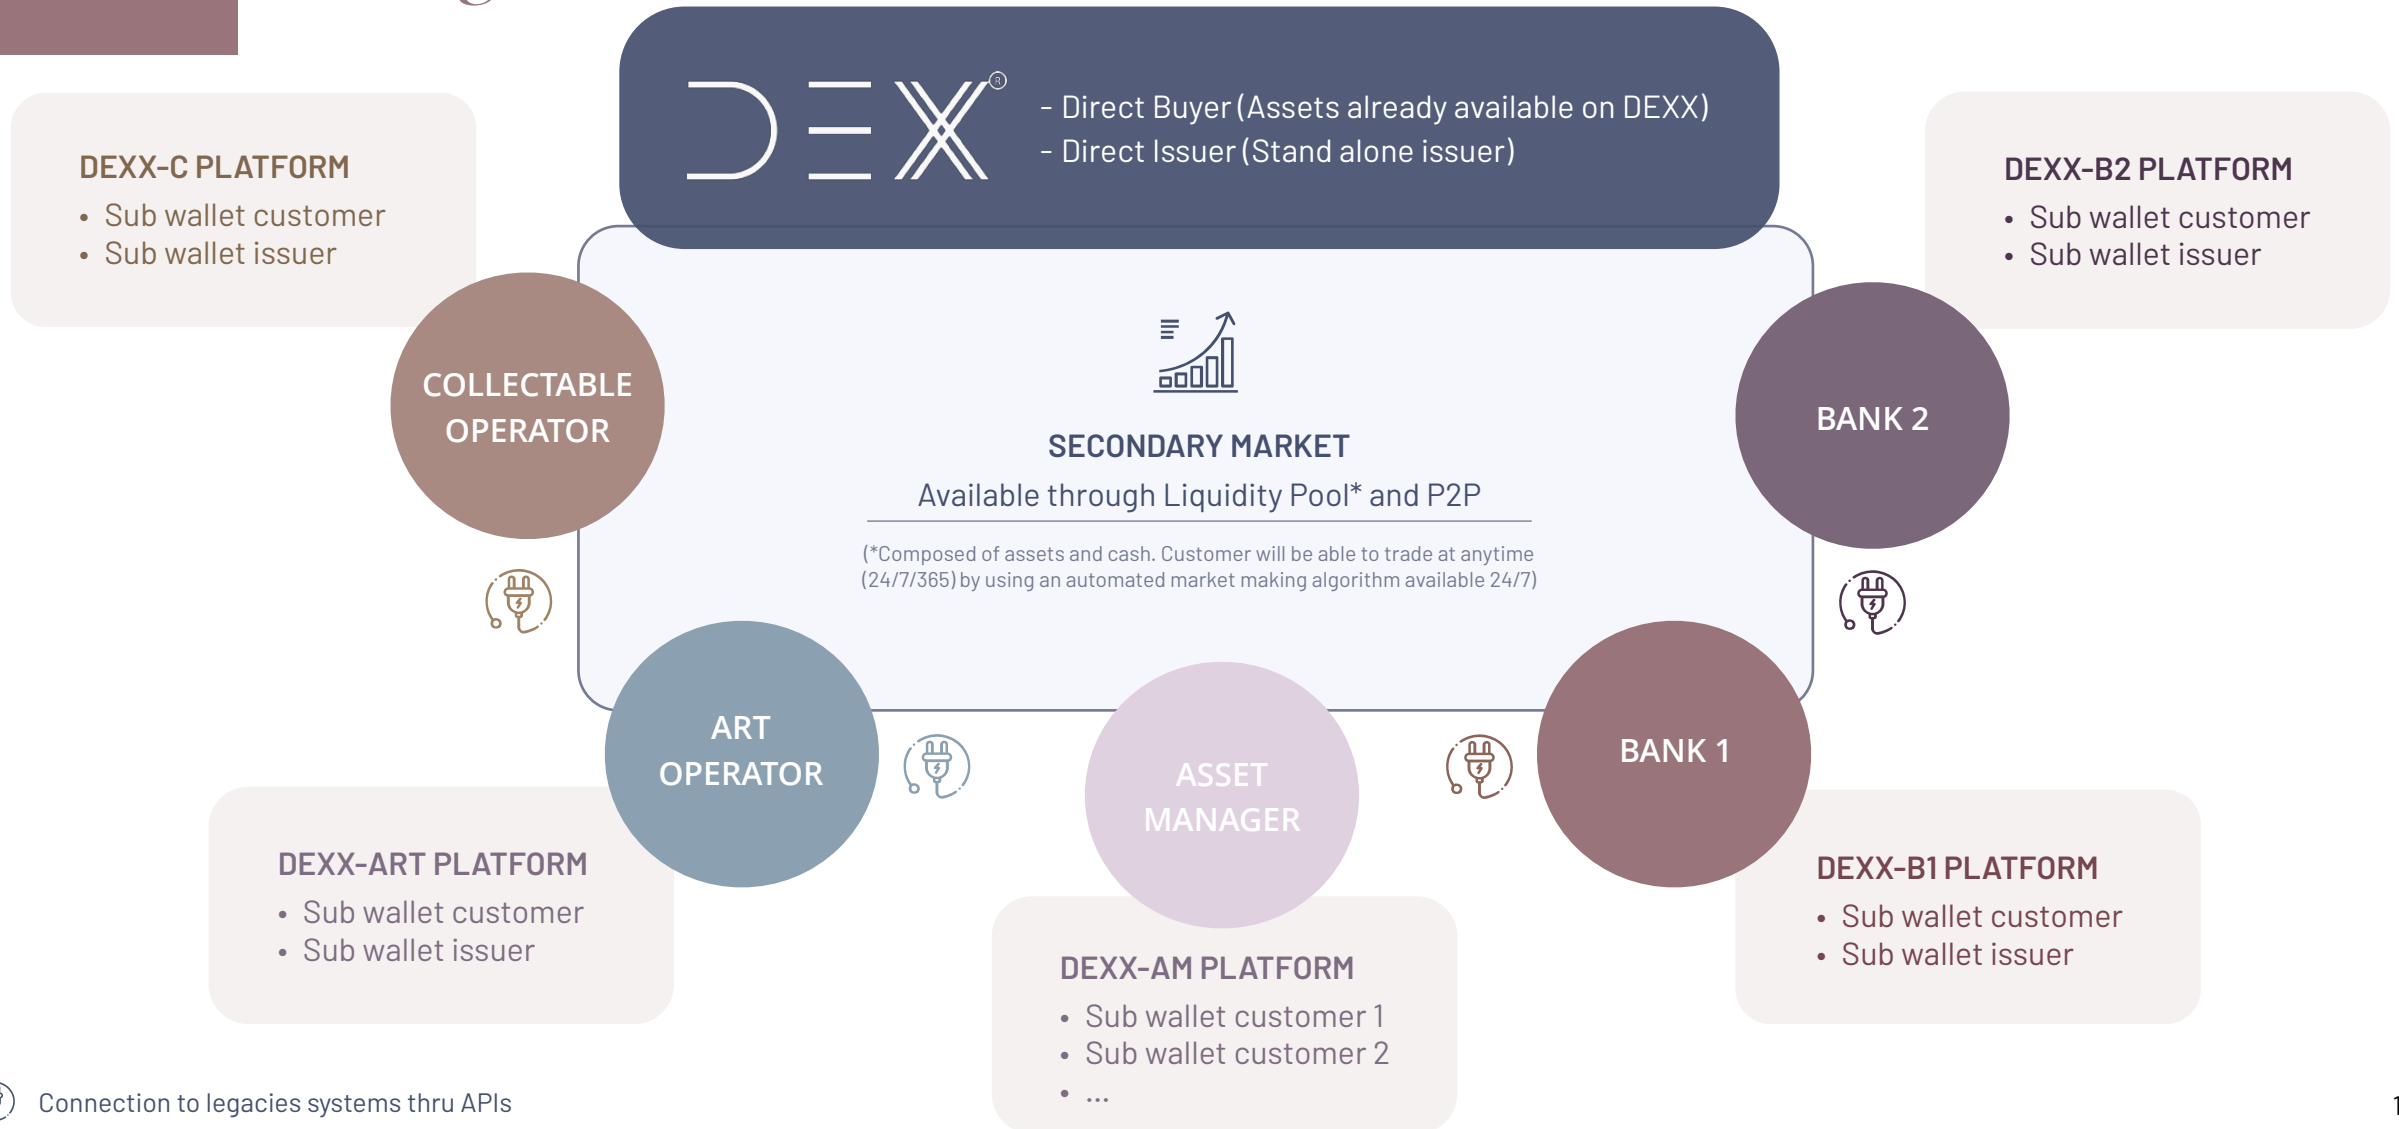 DEXX®
- Direct Buyer (Assets already available on DEXX)
- Direct Issuer (Stand alone issuer)
DEXX-C PLATFORM
• Sub wallet customer
• Sub wallet issuer
DEXX-B2 PLATFORM
• Sub wallet customer
• Sub wallet issuer
COLLECTABLE
OPERATOR
BANK 2
SECONDARY MARKET
Available through Liquidity Pool* and P2P
(*Composed of assets and cash. Customer will be able to trade at anytime
(24/7/365) by using an automated market making algorithm available 24/7)
ART
OPERATOR
ASSET
MANAGER
BANK 1
DEXX-ART PLATFORM
• Sub wallet customer
• Sub wallet issuer
DEXX-AM PLATFORM
• Sub wallet customer 1
• Sub wallet customer 2
• ...
DEXX-B1 PLATFORM
• Sub wallet customer
• Sub wallet issuer
Connection to legacies systems thru APIs
1